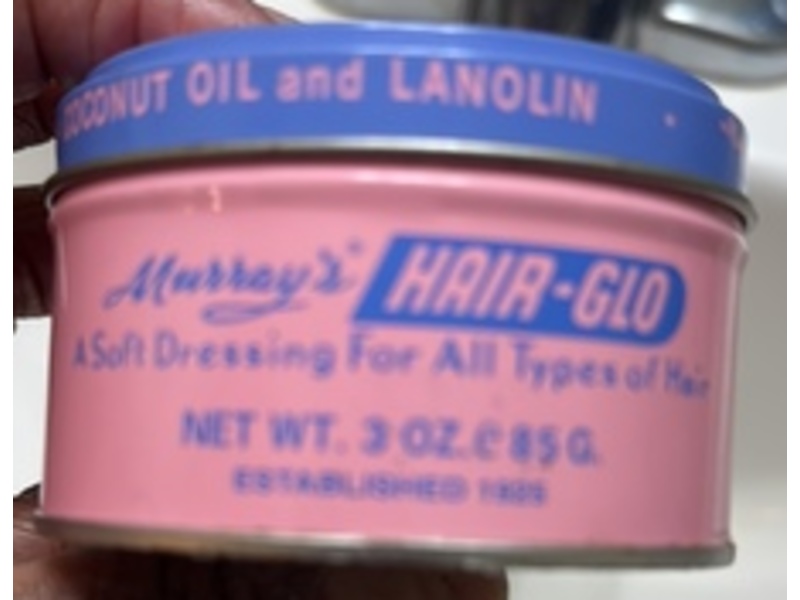 COCONUT OIL and LANOLIN
Murray's HAIR-GLO
A Soft Dressing For All Types of Hair
NET WT. 3 OZ. ℮ 85 G.
ESTABLISHED 1925